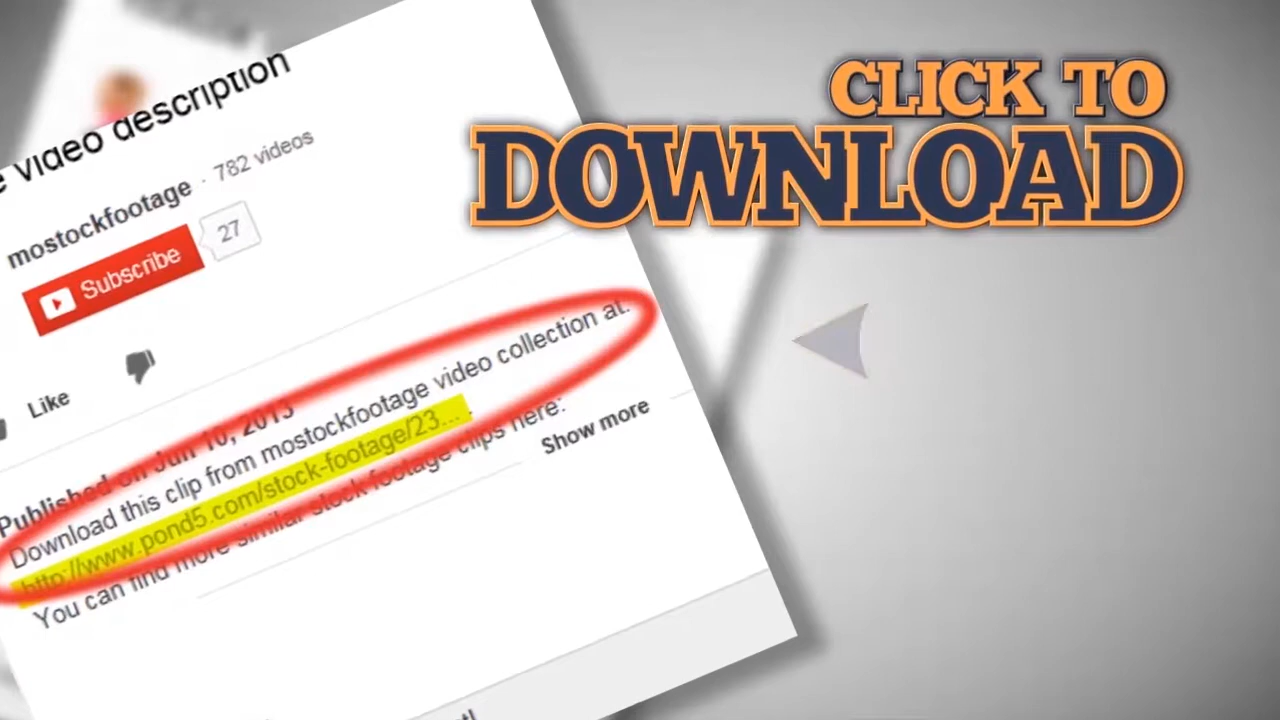 CLICK TO
DOWNLOAD
video description
mostockfootage · 782 videos
Subscribe
27
Like
Published on Jun 10, 2013
Download this clip from mostockfootage video collection at:
http://www.pond5.com/stock-footage/23... .
You can find more similar stock footage clips here:
Show more